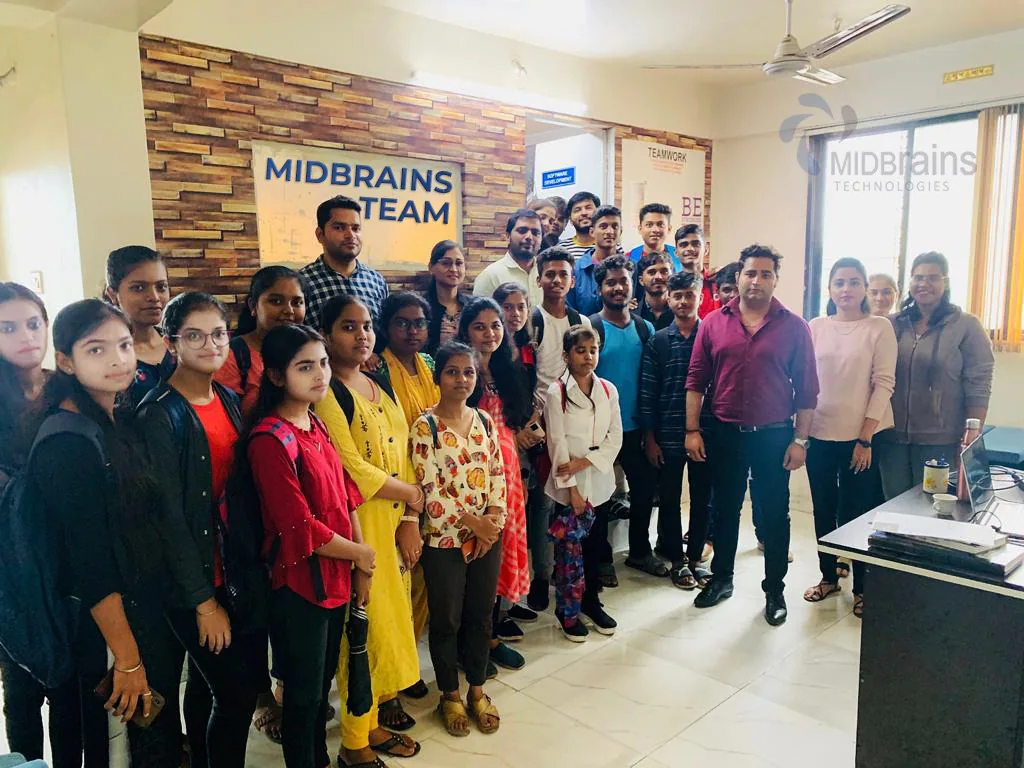 MIDBRAINS
TEAM
SOFTWARE
DEVELOPMENT
TEAMWORK
BE
MIDBrains
TECHNOLOGIES